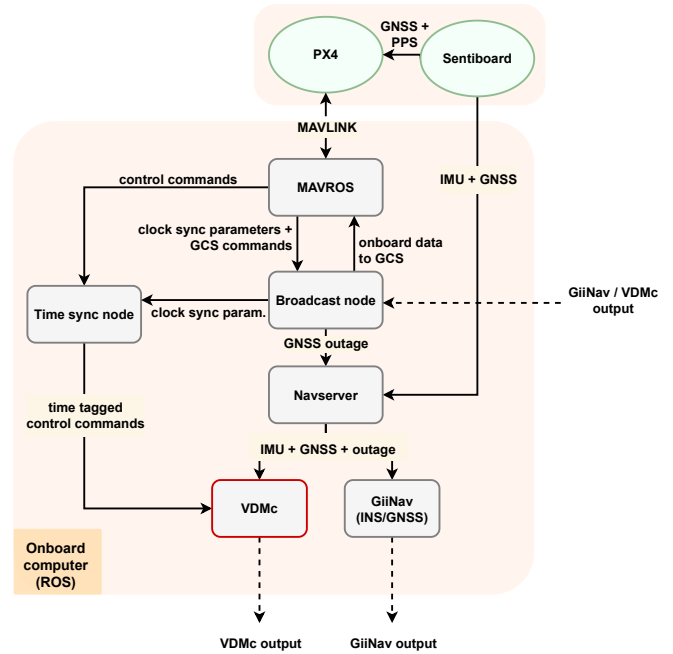 GNSS +
PPS
PX4
Sentiboard
MAVLINK
control commands
MAVROS
IMU + GNSS
clock sync parameters +
GCS commands
onboard data
to GCS
Time sync node
clock sync param.
Broadcast node
GiiNav / VDMc
output
GNSS outage
Navserver
time tagged
control commands
IMU + GNSS + outage
VDMc
GiiNav
(INS/GNSS)
Onboard
computer
(ROS)
VDMc output
GiiNav output